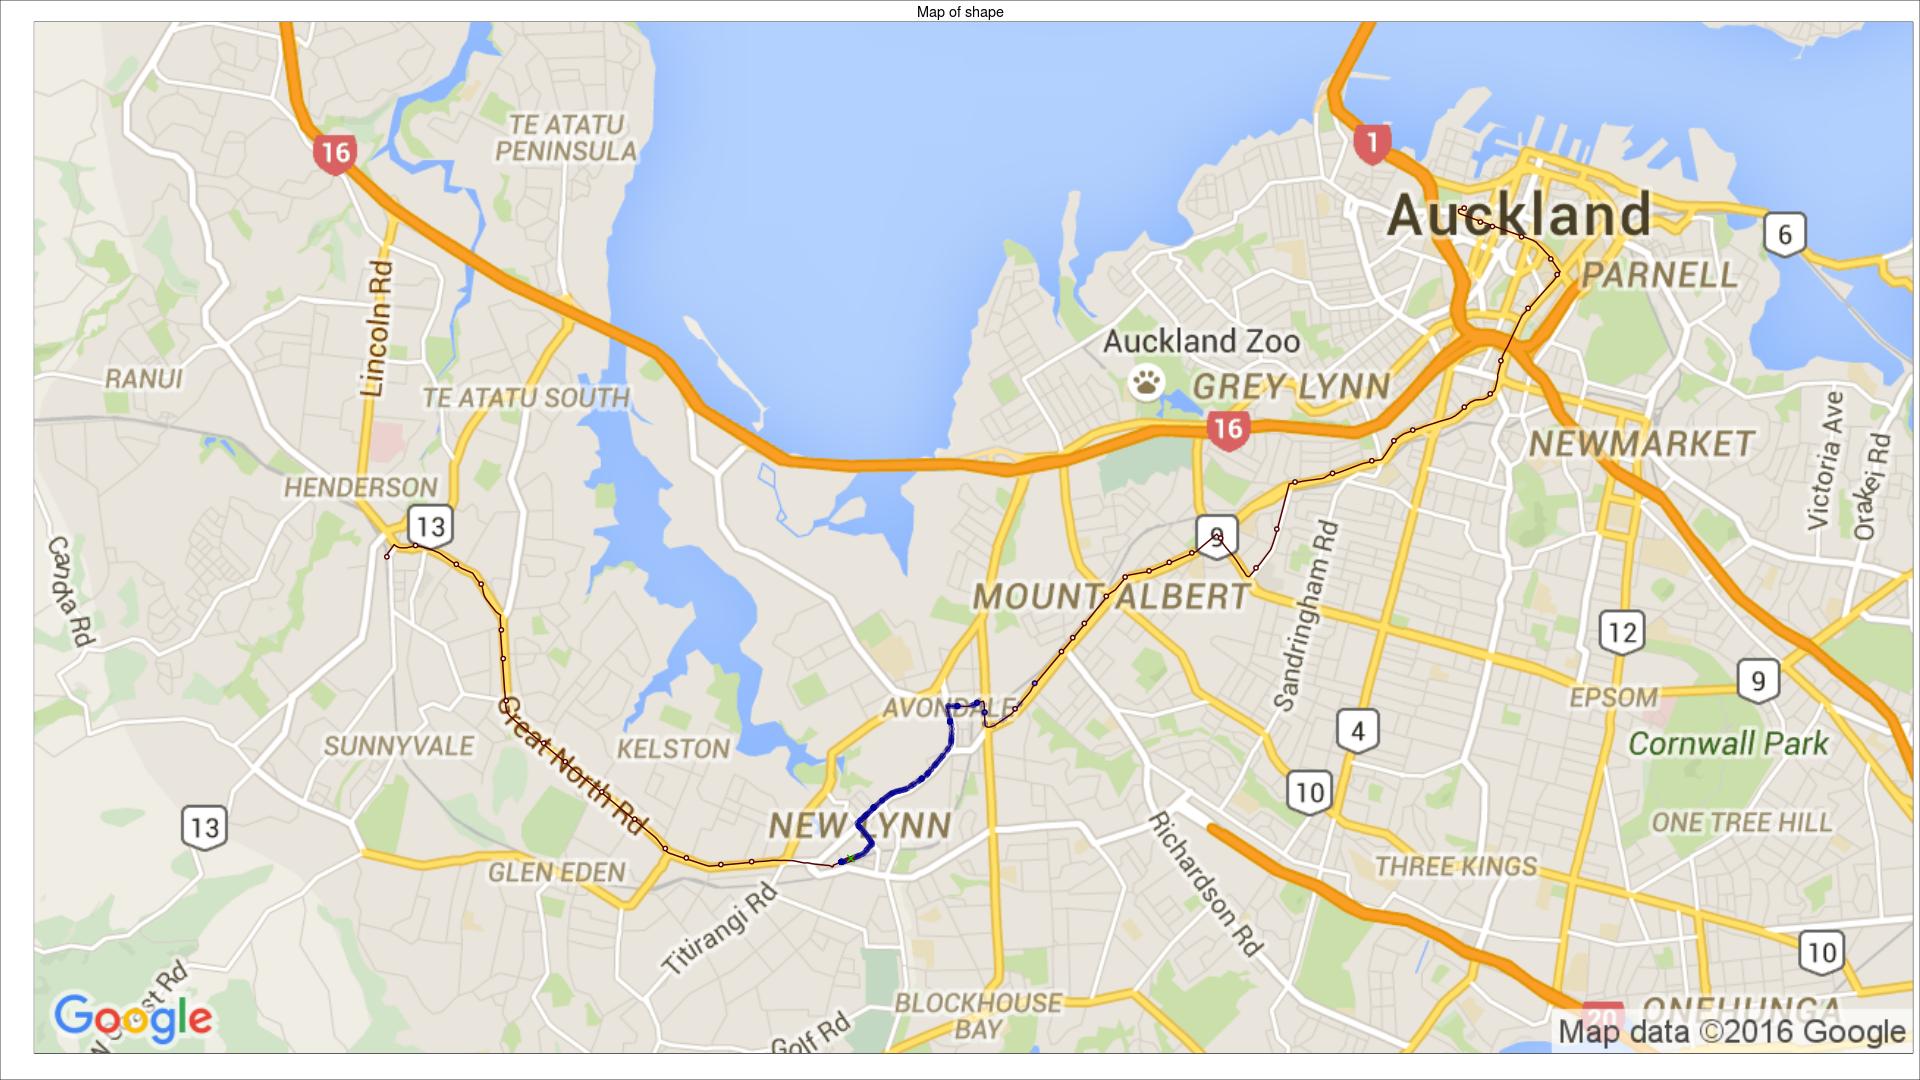 Map of shape
TE ATATU
PENINSULA
16
1
Auckland
6
PARNELL
Lincoln Rd
Auckland Zoo
RANUI
TE ATATU SOUTH
GREY LYNN
16
NEWMARKET
Victoria Ave
Orakei Rd
HENDERSON
13
9
Candia Rd
MOUNT ALBERT
Sandringham Rd
12
9
EPSOM
AVONDALE
Great North Rd
SUNNYVALE
KELSTON
4
Cornwall Park
10
13
NEW LYNN
ONE TREE HILL
Richardson Rd
GLEN EDEN
THREE KINGS
Titirangi Rd
10
BLOCKHOUSE
BAY
ONEHUNGA
20
Golf Rd
Google
Map data ©2016 Google